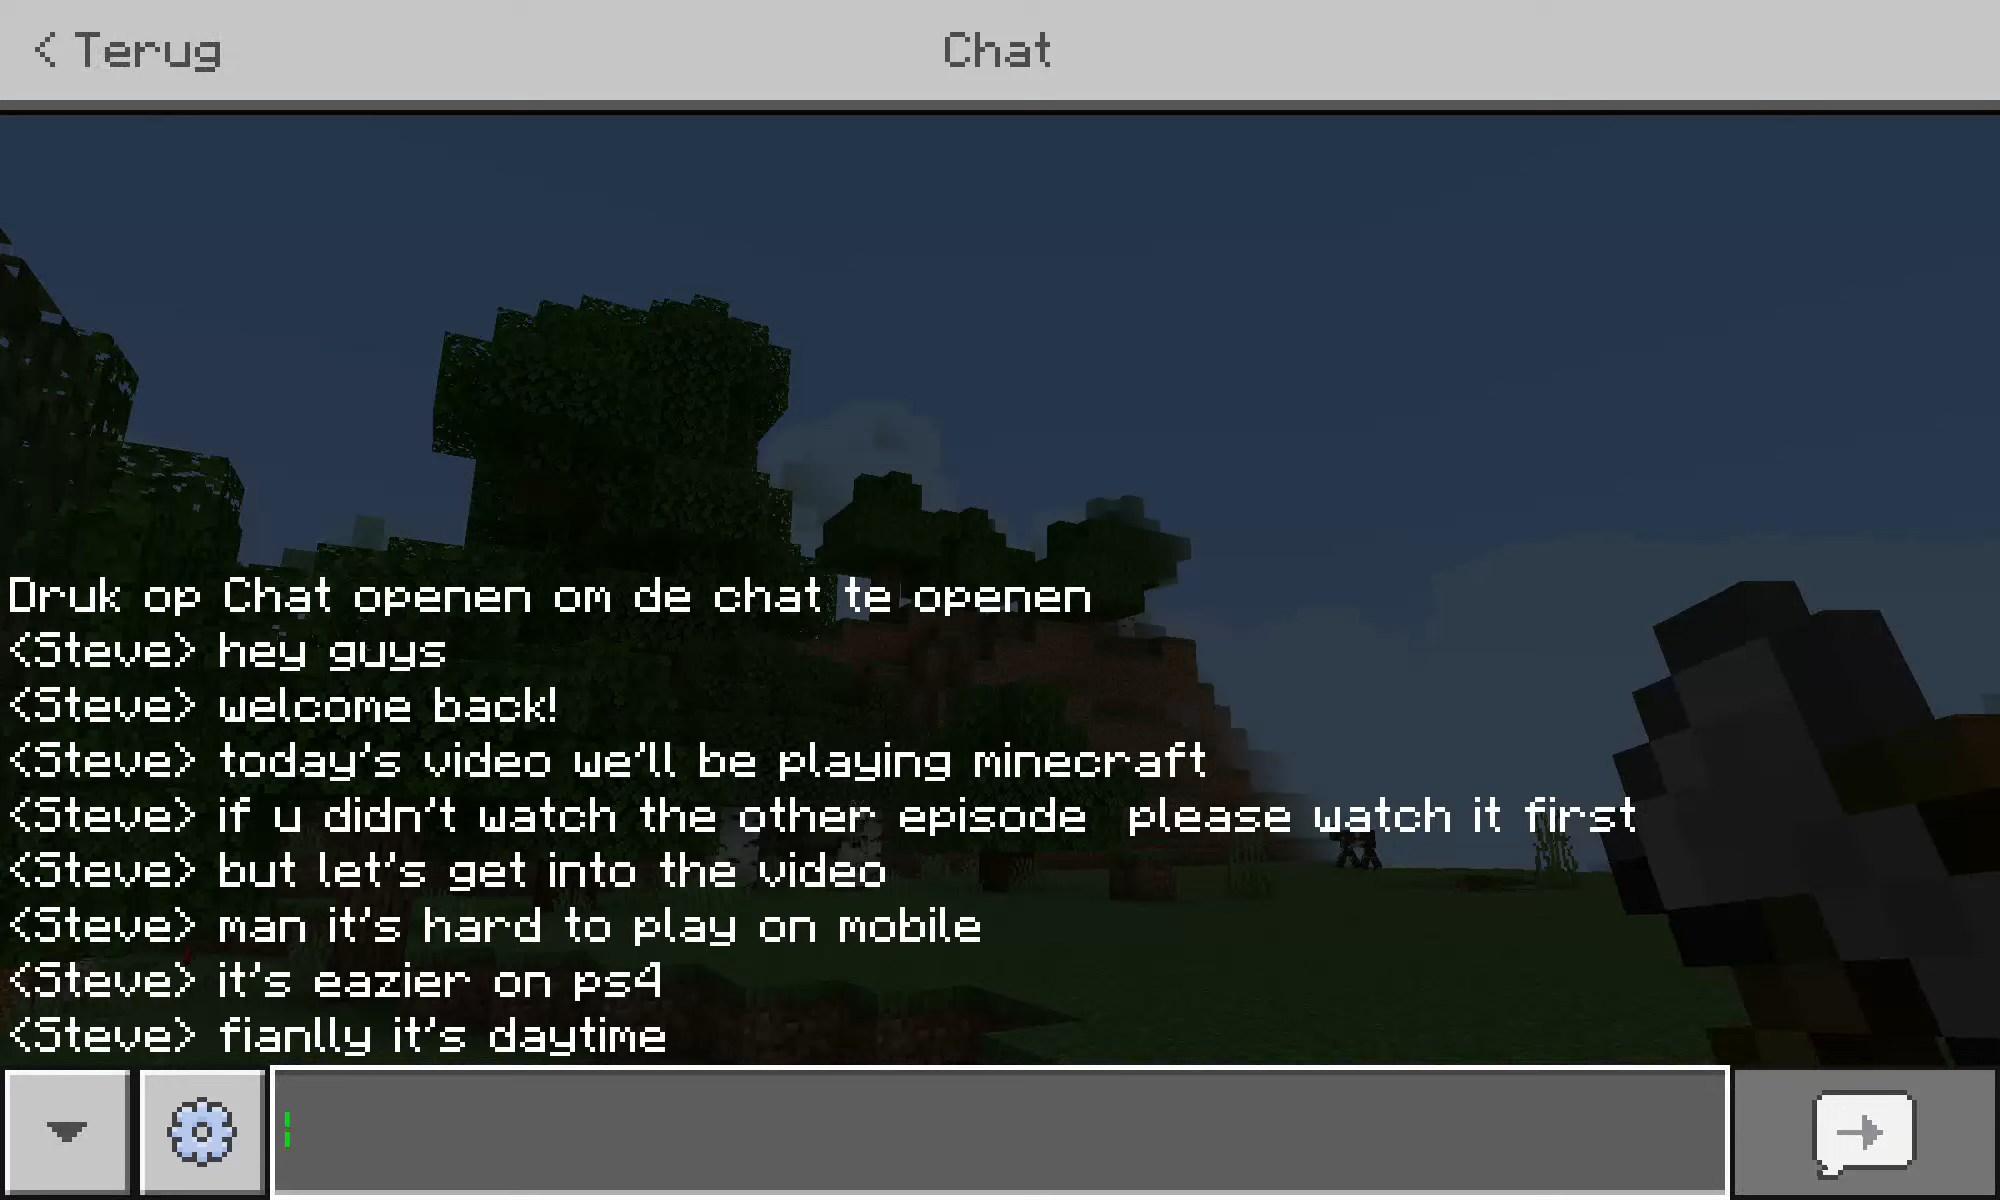 < Terug
Chat
Druk op Chat openen om de chat te openen
<Steve> hey guys
<Steve> welcome back!
<Steve> today's video we'll be playing minecraft
<Steve> if u didn't watch the other episode  please watch it first
<Steve> but let's get into the video
<Steve> man it's hard to play on mobile
<Steve> it's eazier on ps4
<Steve> fianlly it's daytime